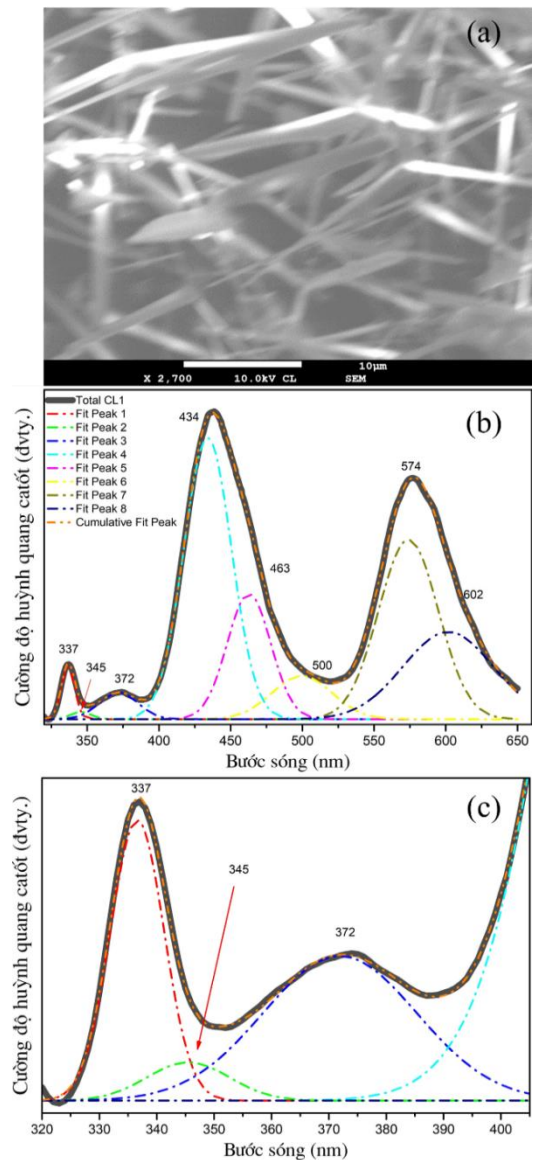 (a)
10μm
X 2,700 10.0kV CL SEM
Cường độ huỳnh quang catốt (đvty.)
(b)
Total CL1
Fit Peak 1
Fit Peak 2
Fit Peak 3
Fit Peak 4
Fit Peak 5
Fit Peak 6
Fit Peak 7
Fit Peak 8
Cumulative Fit Peak
434
574
463
602
337
345
372
500
350 400 450 500 550 600 650
Bước sóng (nm)
Cường độ huỳnh quang catốt (đvty.)
(c)
337
345
372
320 330 340 350 360 370 380 390 400
Bước sóng (nm)